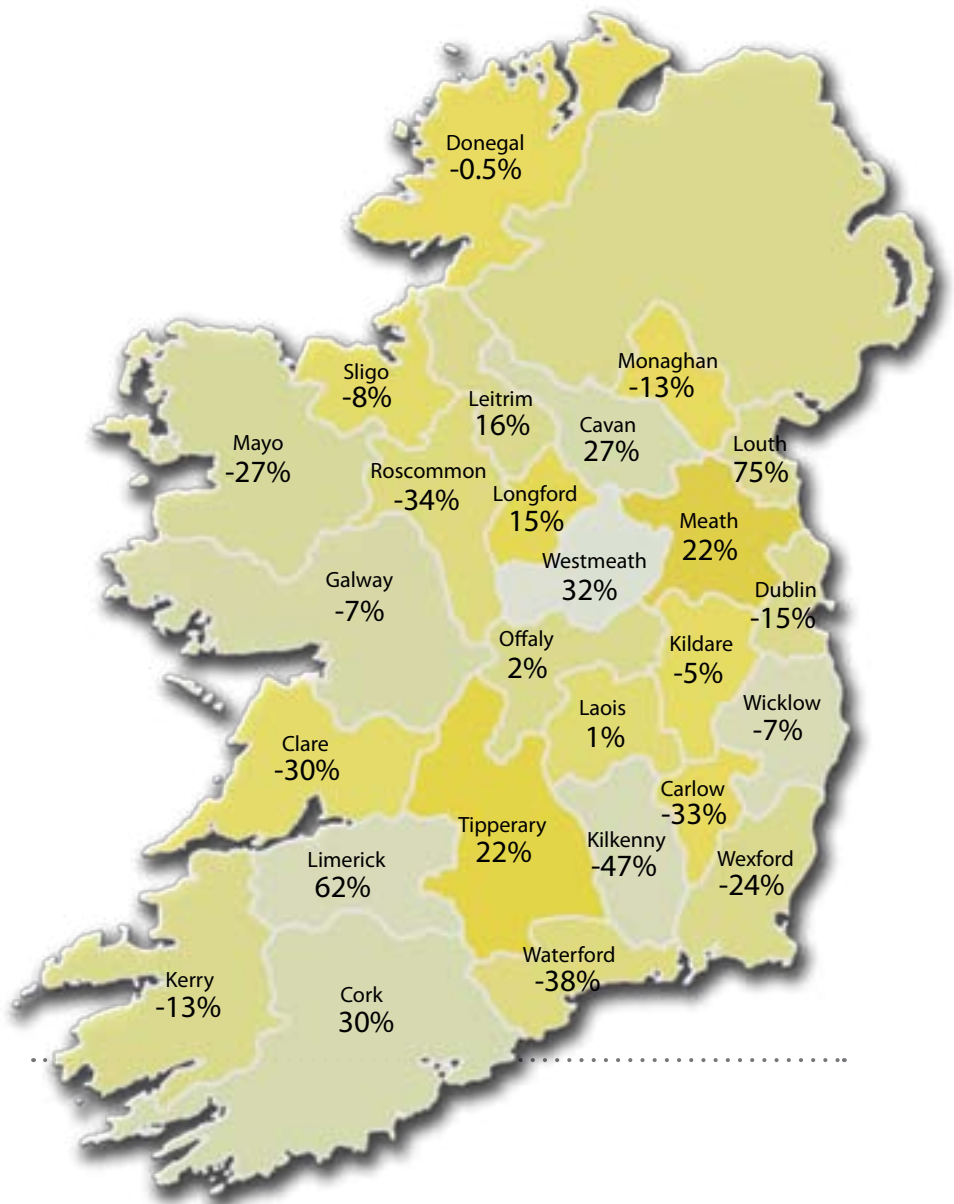 Donegal
-0.5%
Monaghan
-13%
Sligo
-8%
Leitrim
16%
Cavan
27%
Mayo
-27%
Louth
75%
Roscommon
-34%
Longford
15%
Meath
22%
Westmeath
32%
Galway
-7%
Dublin
-15%
Offaly
2%
Kildare
-5%
Laois
1%
Wicklow
-7%
Clare
-30%
Carlow
-33%
Tipperary
22%
Kilkenny
-47%
Limerick
62%
Wexford
-24%
Waterford
-38%
Kerry
-13%
Cork
30%